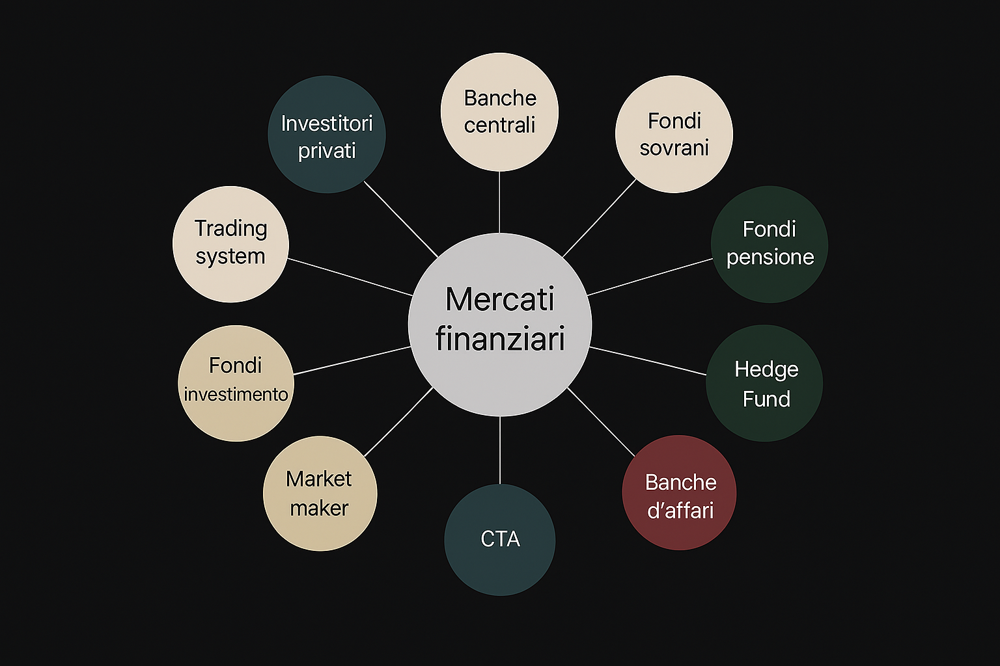 Banche
centrali
Fondi
sovrani
Fondi
pensione
Hedge
Fund
Banche
d’affari
CTA
Market
maker
Fondi
investimento
Trading
system
Investitori
privati
Mercati
finanziari